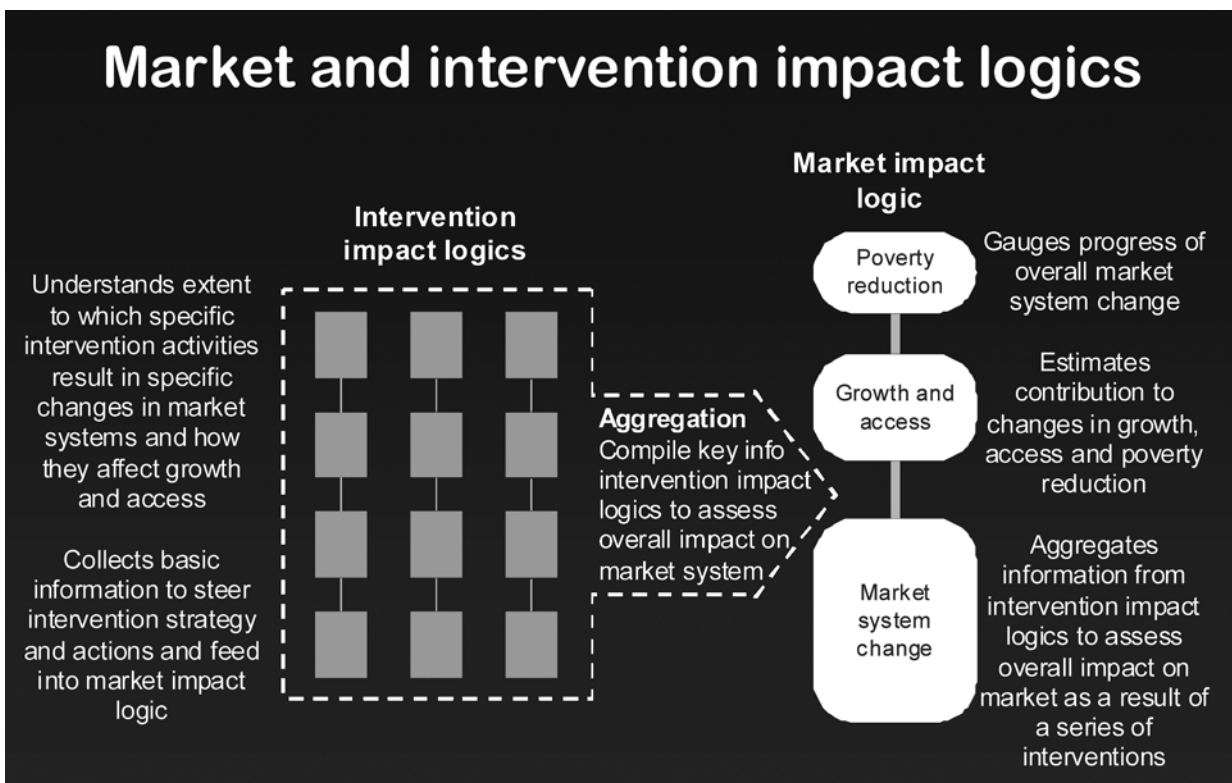 Market and intervention impact logics
Intervention
impact logics
Understands extent
to which specific
intervention activities
result in specific
changes in market
systems and how
they affect growth
and access
Collects basic
information to steer
intervention strategy
and actions and feed
into market impact
logic
Aggregation
Compile key info
intervention impact
logics to assess
overall impact on
market system
Market impact
logic
Poverty
reduction
Gauges progress of
overall market
system change
Growth and
access
Estimates
contribution to
changes in growth,
access and poverty
reduction
Market
system
change
Aggregates
information from
intervention impact
logics to assess
overall impact on
market as a result of
a series of
interventions